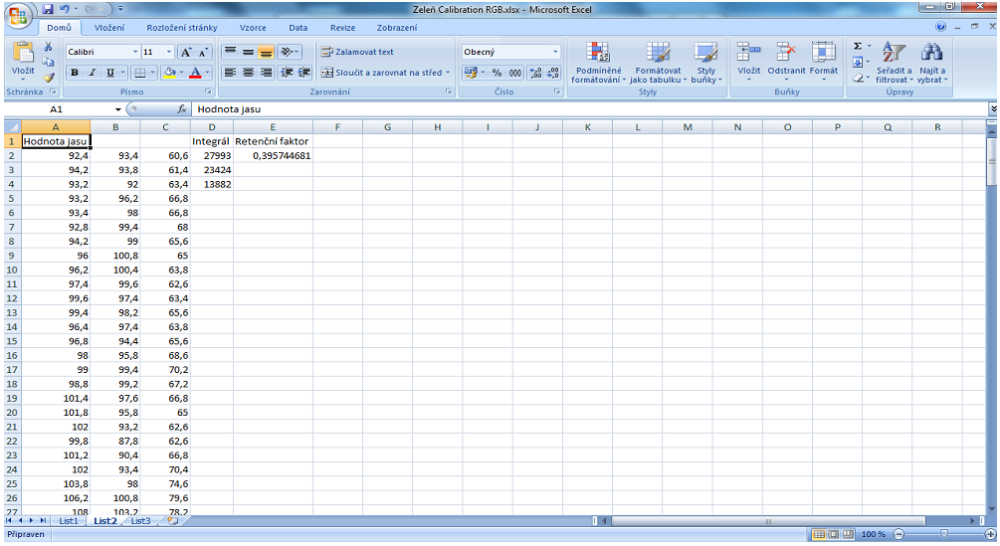 Zeleň Calibration RGB.xlsx - Microsoft Excel
Domů Vložení Rozložení stránky Vzorce Data Revize Zobrazení
Calibri 11 A A Zalamovat text Obecný Σ
Vložit B I U A Sloučit a zarovnat na střed % 000 ,00 ,00 Podmíněné formátování Formátovat jako tabulku Styly buňky Vložit Odstranit Formát Seřadit a filtrovat Najít a vybrat
Schránka Písmo Zarovnání Číslo Styly Buňky Úpravy
A1 fx Hodnota jasu
A B C D E F G H I J K L M N O P Q R
1 Hodnota jasu Integrál Retenční faktor
2 92,4 93,4 60,6 27993 0,395744681
3 94,2 93,8 61,4 23424
4 93,2 92 63,4 13882
5 93,2 96,2 66,8
6 93,4 98 66,8
7 92,8 99,4 68
8 94,2 99 65,6
9 96 100,8 65
10 96,2 100,4 63,8
11 97,4 99,6 62,6
12 99,6 97,4 63,4
13 99,4 98,2 65,6
14 96,4 97,4 63,8
15 96,8 94,4 65,6
16 98 95,8 68,6
17 99 99,4 70,2
18 98,8 99,2 67,2
19 101,4 97,6 66,8
20 101,8 95,8 65
21 102 93,2 62,6
22 99,8 87,8 62,6
23 101,2 90,4 66,8
24 102 93,4 70,4
25 103,8 98 74,6
26 106,2 100,8 79,6
27 108 103,2 78,2
List1 List2 List3
Připraven 100 %